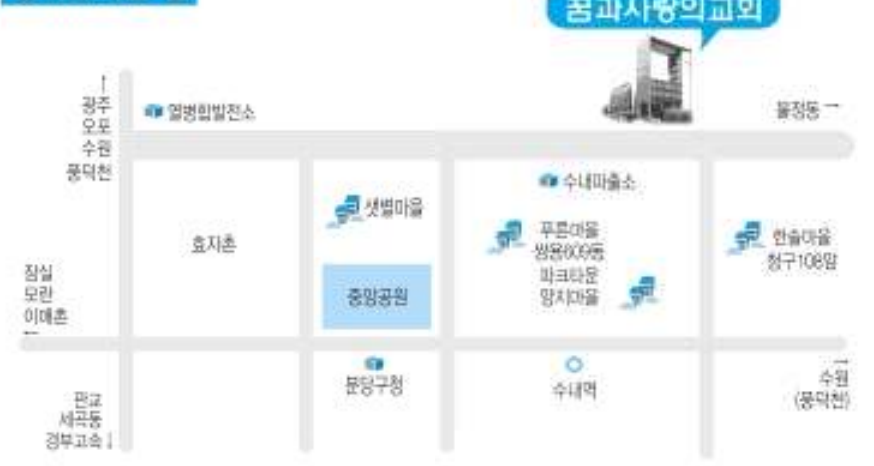 꿈과사랑의교회
↑
광주
오포
수원
풍덕천
열병합발전소
불정동 →
수내파출소
샛별마을
효자촌
푸른마을
쌍용609동
파크타운
양지마을
한솔마을
청구108앞
잠실
모란
이매촌
←
중앙공원
분당구청
수내역
판교
세곡동
경부고속 ↓
수원
(풍덕천)